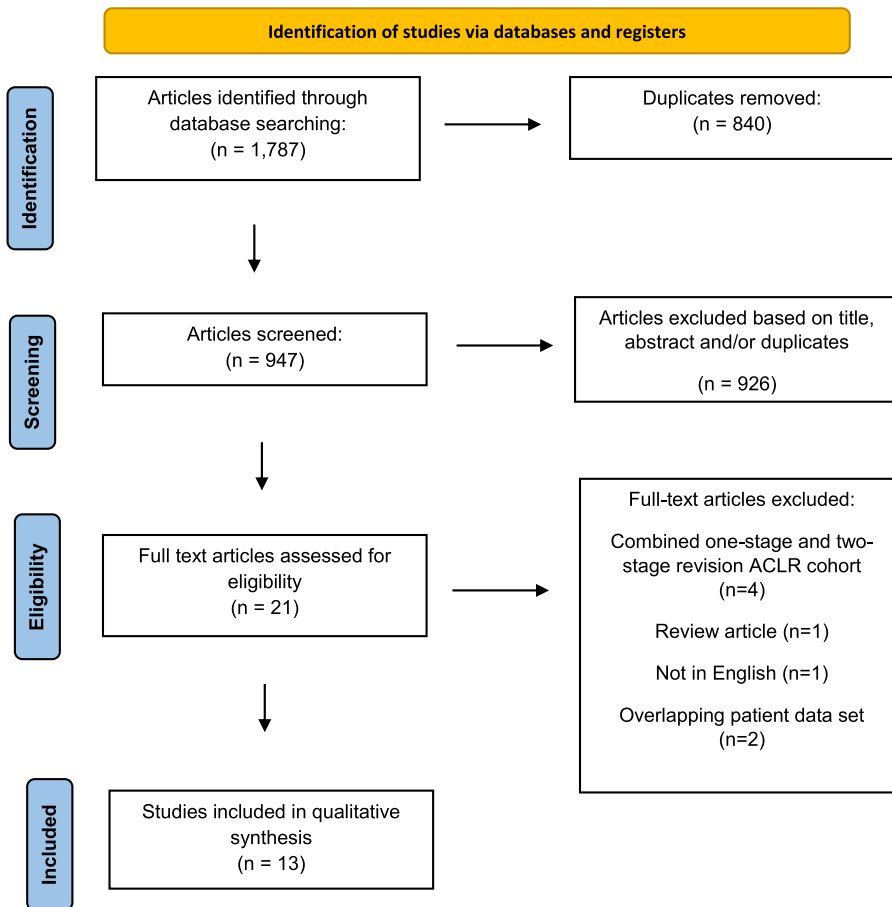 Identification of studies via databases and registers
Identification
Articles identified through
database searching:
(n = 1,787)
Duplicates removed:
(n = 840)
Screening
Articles screened:
(n = 947)
Articles excluded based on title,
abstract and/or duplicates
(n = 926)
Eligibility
Full text articles assessed for
eligibility
(n = 21)
Full-text articles excluded:
Combined one-stage and two-
stage revision ACLR cohort
(n=4)
Review article (n=1)
Not in English (n=1)
Overlapping patient data set
(n=2)
Included
Studies included in qualitative
synthesis
(n = 13)